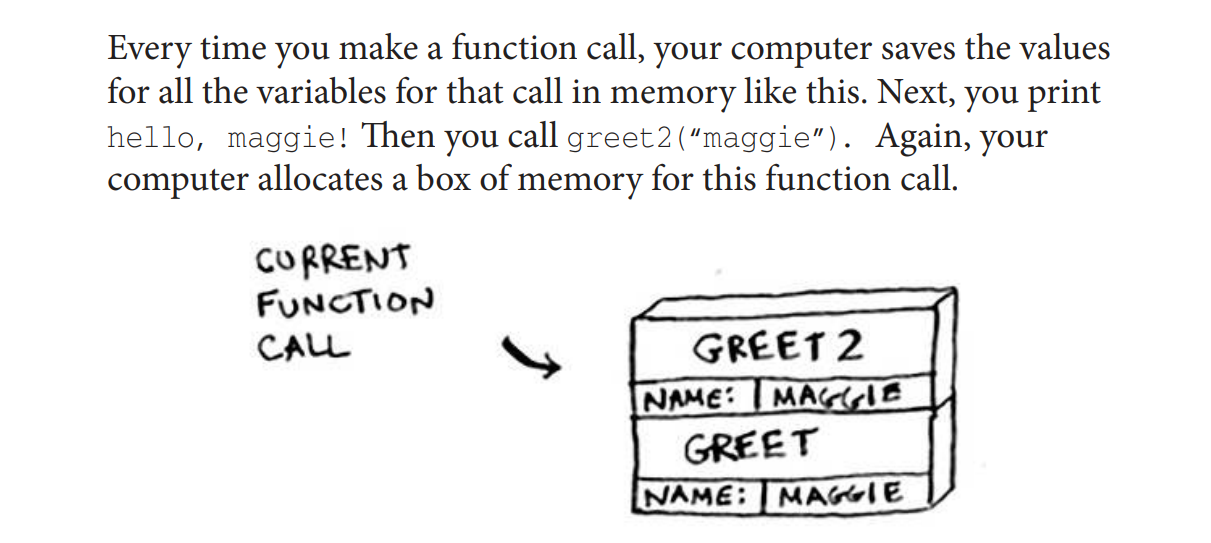 Every time you make a function call, your computer saves the values
for all the variables for that call in memory like this. Next, you print
hello, maggie! Then you call greet2(“maggie”). Again, your
computer allocates a box of memory for this function call.
CURRENT
FUNCTION
CALL
GREET 2
NAME: MAGGIE
GREET
NAME: MAGGIE